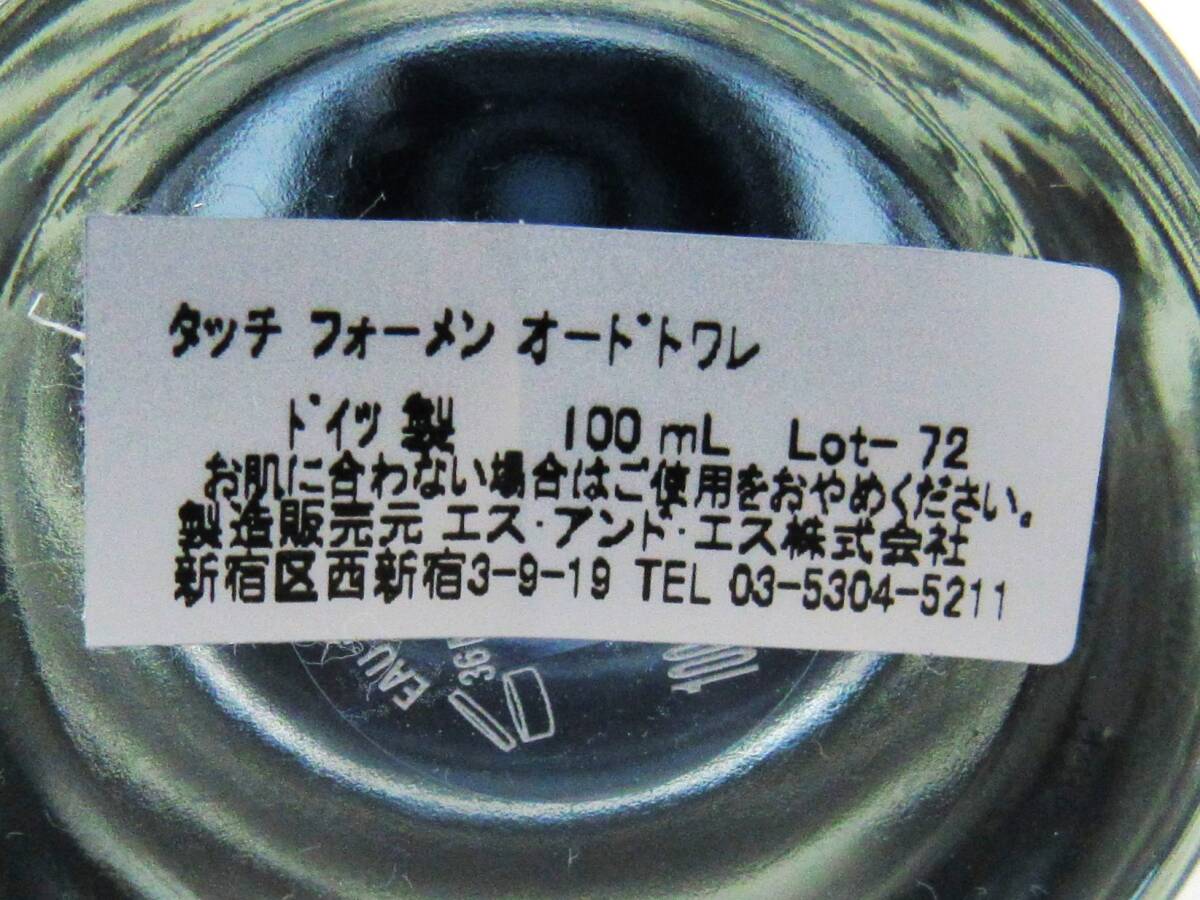 タッチ フォーメン オードトワレ
ドイツ 製 100 mL Lot- 72
お肌に合わない場合はご使用をおやめください。
製造販売元 エス・アンド・エス株式会社
新宿区西新宿3-9-19 TEL 03-5304-5211
EAU